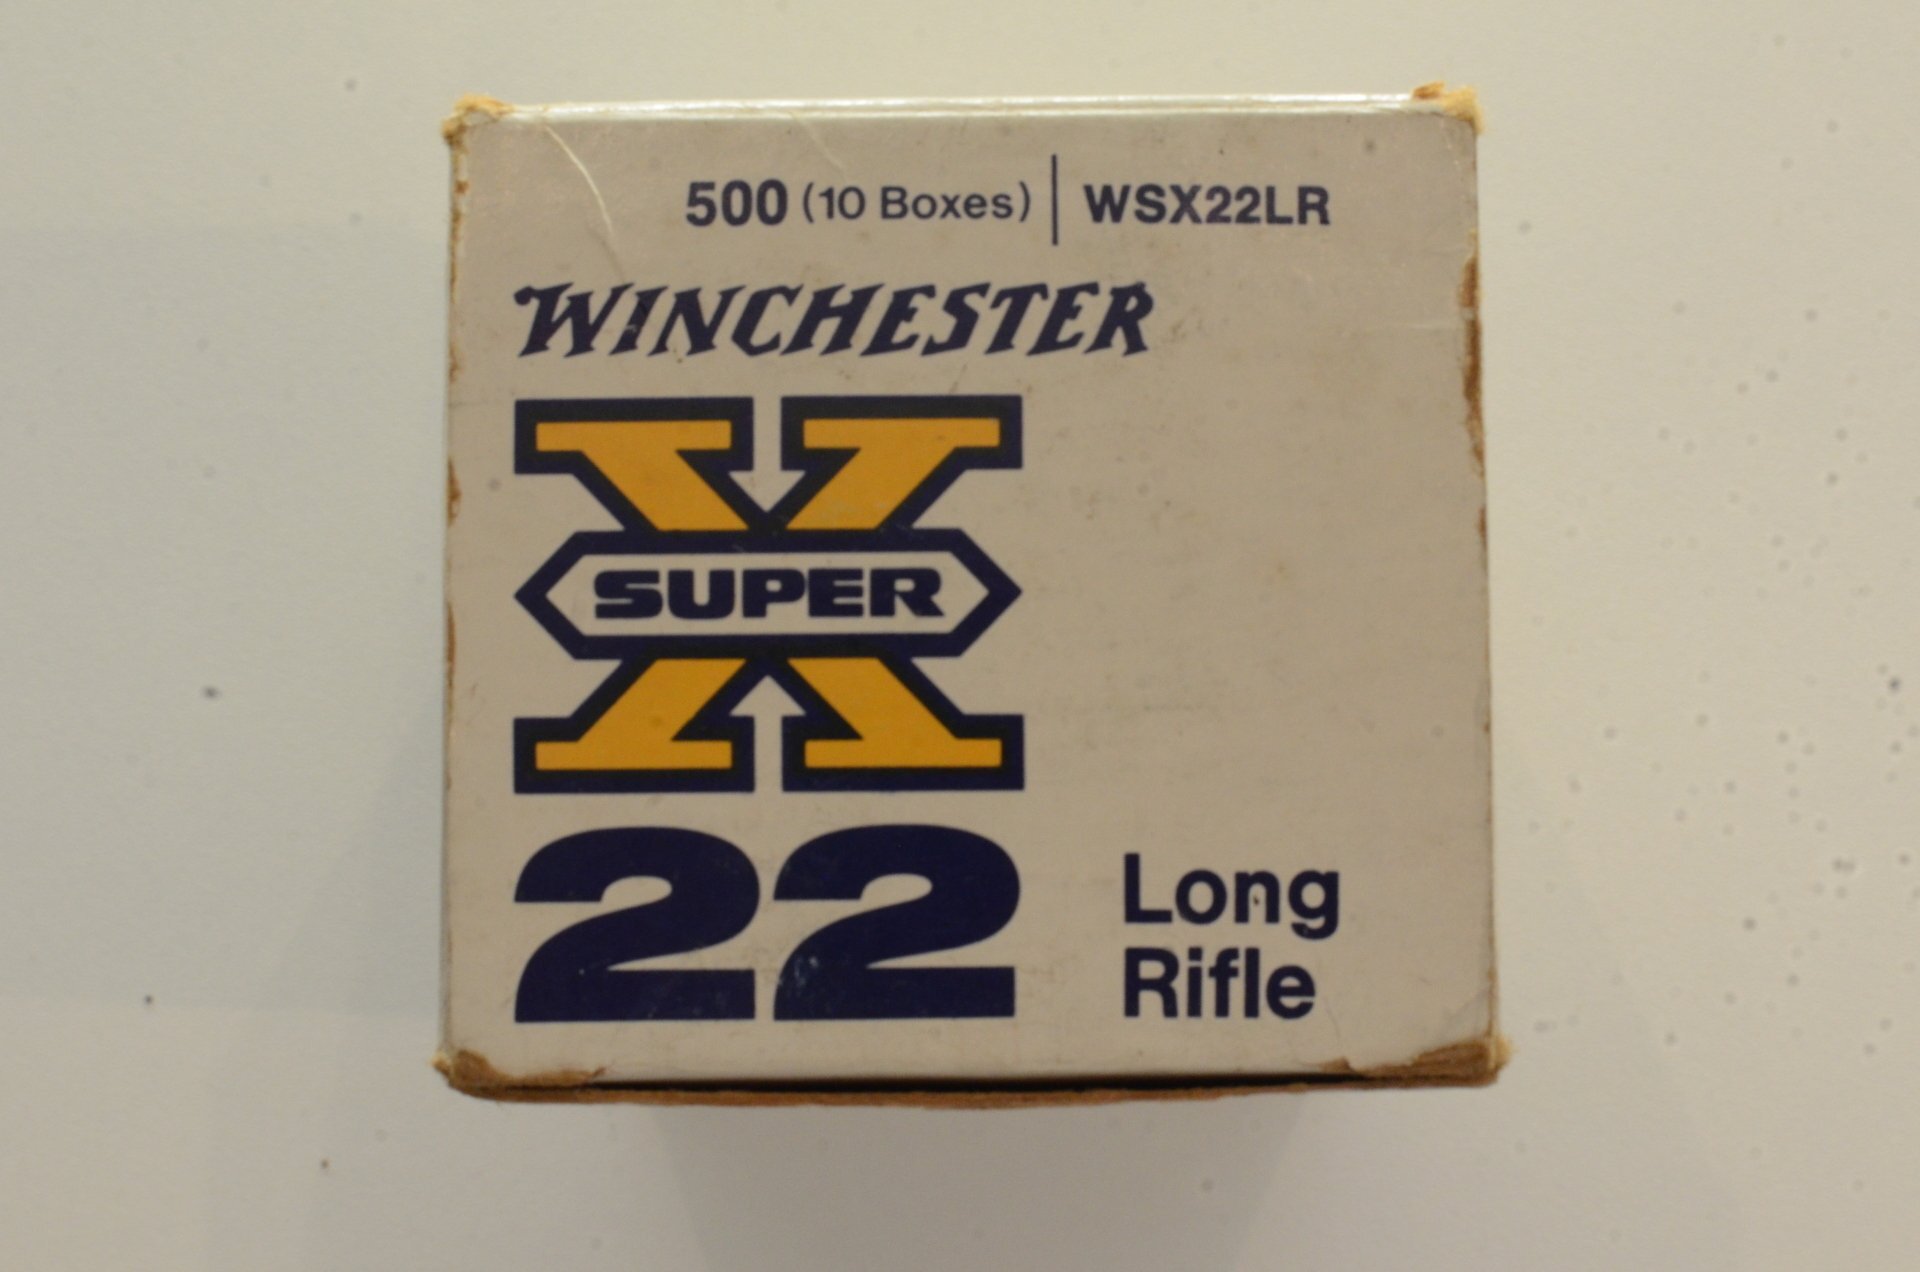 500 (10 Boxes) | WSX22LR
WINCHESTER
X
SUPER
22 Long
Rifle